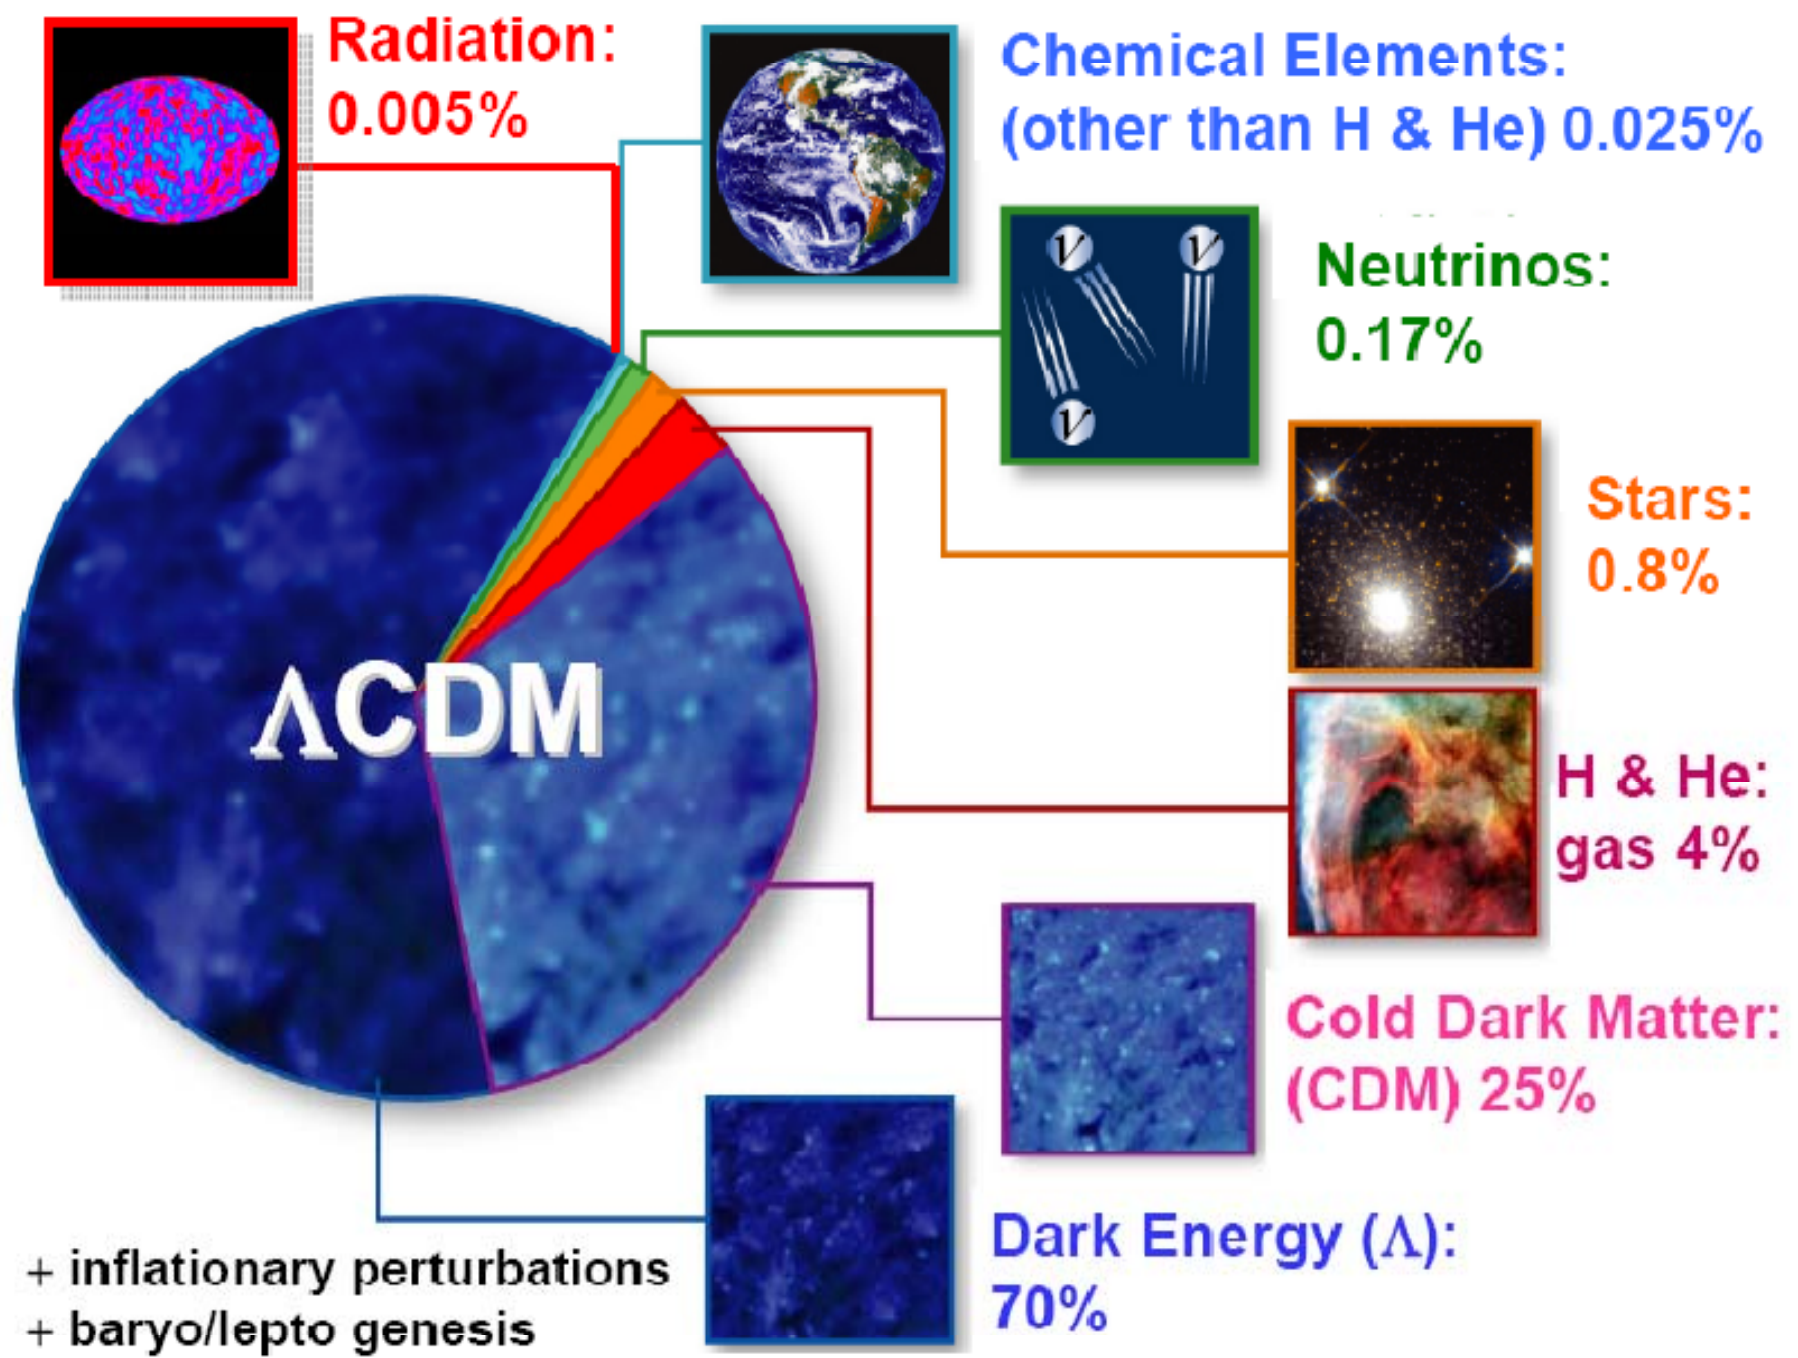 Radiation:
0.005%
Chemical Elements:
(other than H & He) 0.025%
ν ν
ν
Neutrinos:
0.17%
Stars:
0.8%
ΛCDM
H & He:
gas 4%
Cold Dark Matter:
(CDM) 25%
Dark Energy (Λ):
70%
+ inflationary perturbations
+ baryo/lepto genesis